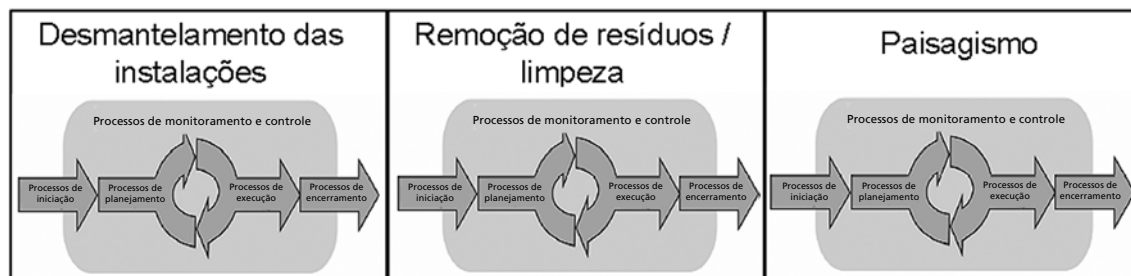 Desmantelamento das
instalações
Processos de monitoramento e controle
Processos de
iniciação
Processos de
planejamento
Processos de
execução
Processos de
encerramento
Remoção de resíduos /
limpeza
Processos de monitoramento e controle
Processos de
iniciação
Processos de
planejamento
Processos de
execução
Processos de
encerramento
Paisagismo
Processos de monitoramento e controle
Processos de
iniciação
Processos de
planejamento
Processos de
execução
Processos de
encerramento